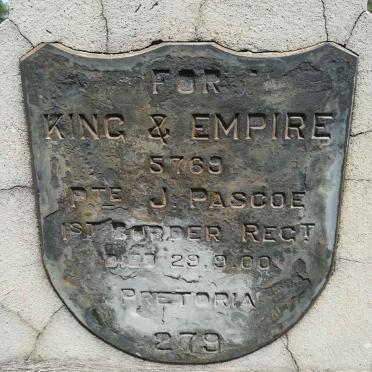 FOR
KING & EMPIRE
5769
PTE J. PASCOE
1ST BORDER REGT
DIED 29.9.00
PRETORIA
279